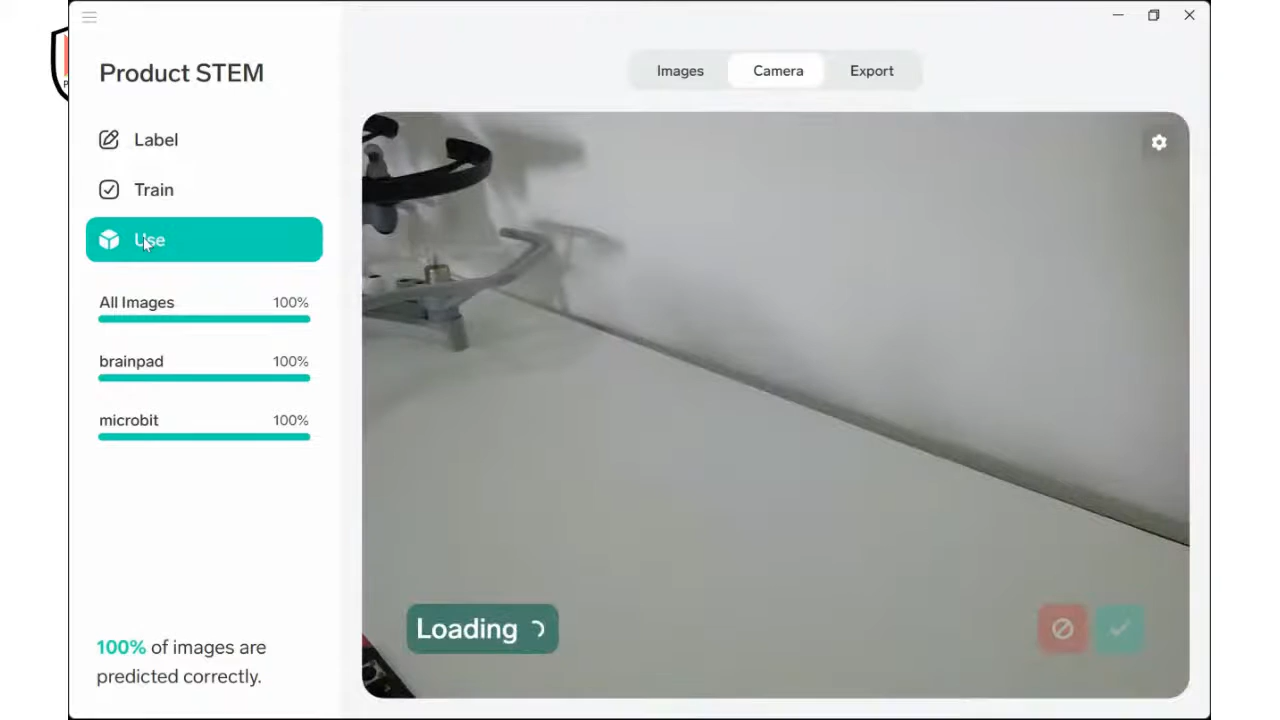 Product STEM
Images
Camera
Export
Label
Train
Use
All Images 100%
brainpad 100%
microbit 100%
Loading
100% of images are
predicted correctly.